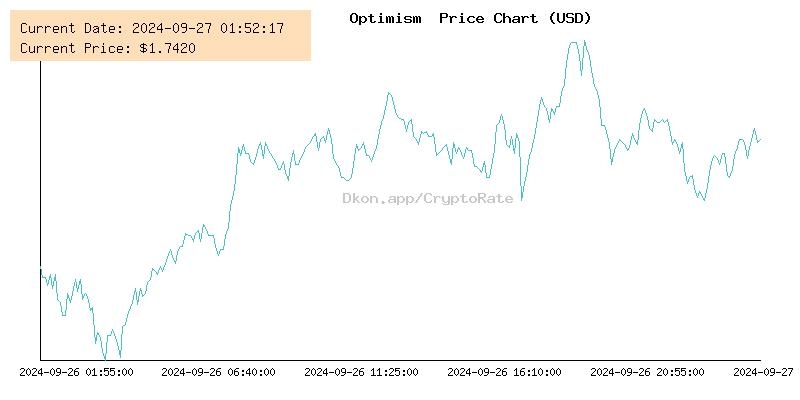 Optimism Price Chart (USD)
Current Date: 2024-09-27 01:52:17
Current Price: $1.7420
Dkon.app/CryptoRate
2024-09-26 01:55:00 2024-09-26 06:40:00 2024-09-26 11:25:00 2024-09-26 16:10:00 2024-09-26 20:55:00 2024-09-27